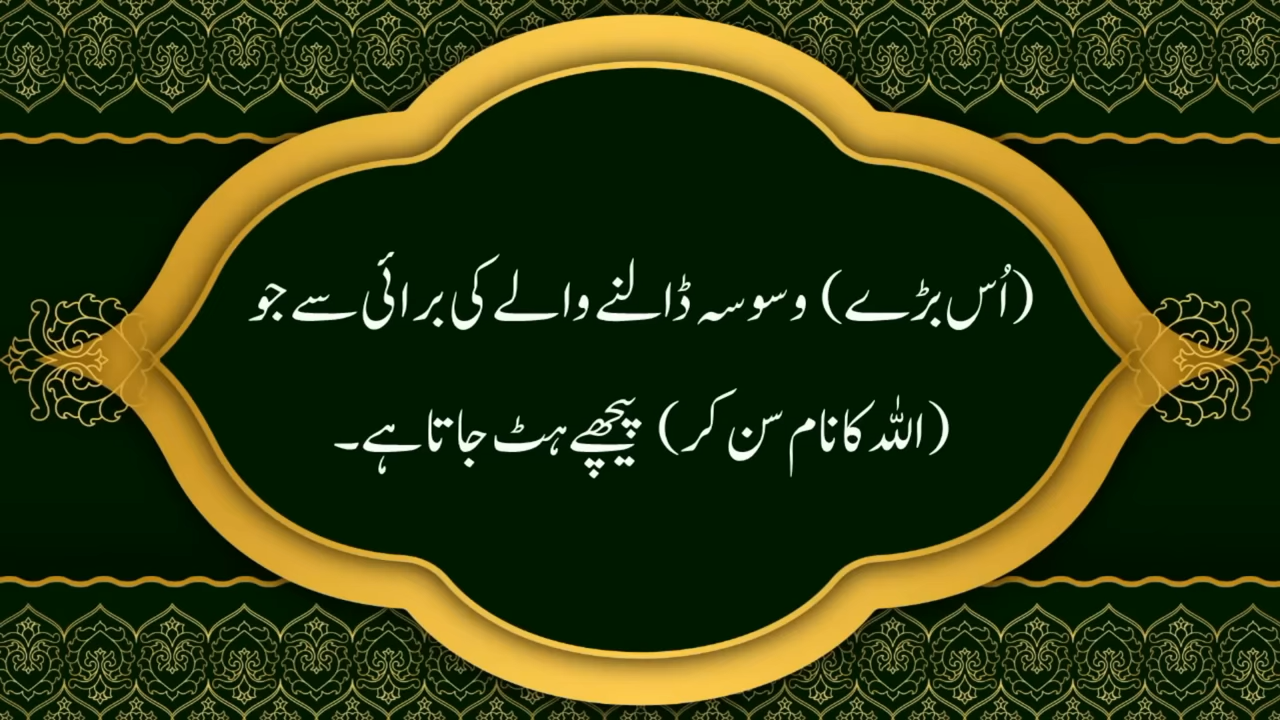 (اُس بڑے) وسوسہ ڈالنے والے کی برائی سے جو
(اللہ کا نام سن کر) پیچھے ہٹ جاتا ہے۔